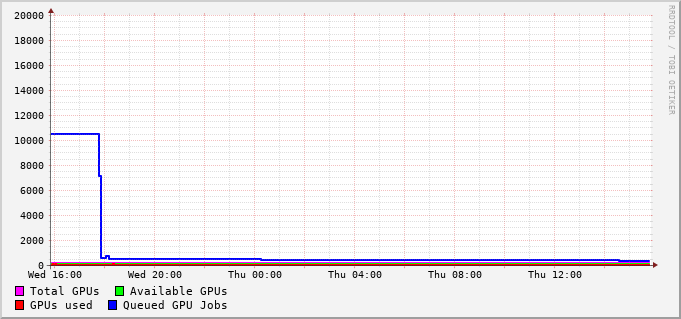 20000
18000
16000
14000
12000
10000
8000
6000
4000
2000
0
Wed 16:00 Wed 20:00 Thu 00:00 Thu 04:00 Thu 08:00 Thu 12:00
Total GPUs Available GPUs
GPUs used Queued GPU Jobs
RRDTOOL / TOBI OETIKER